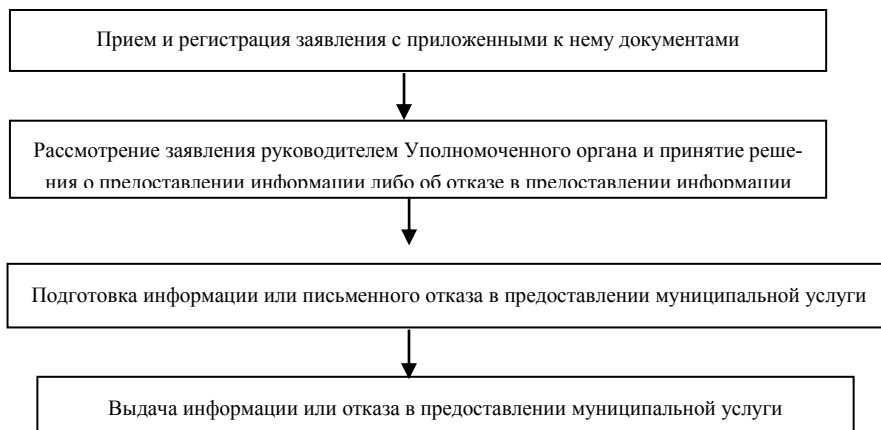 Прием и регистрация заявления с приложенными к нему документами
Рассмотрение заявления руководителем Уполномоченного органа и принятие реше-
ния о предоставлении информации либо об отказе в предоставлении информации
Подготовка информации или письменного отказа в предоставлении муниципальной услуги
Выдача информации или отказа в предоставлении муниципальной услуги